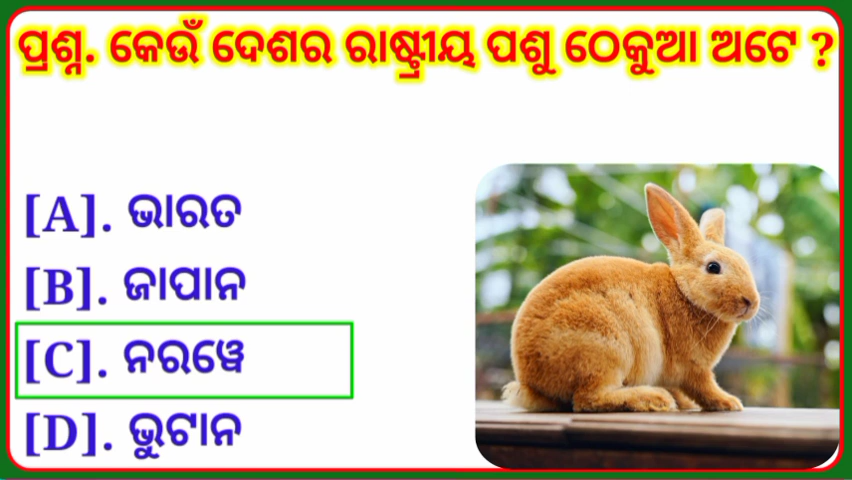 ପ୍ରଶ୍ନ. କେଉଁ ଦେଶର ରାଷ୍ଟ୍ରୀୟ ପଶୁ ଠେକୁଆ ଅଟେ ?
[A]. ଭାରତ
[B]. ଜାପାନ
[C]. ନରୱେ
[D]. ଭୁଟାନ